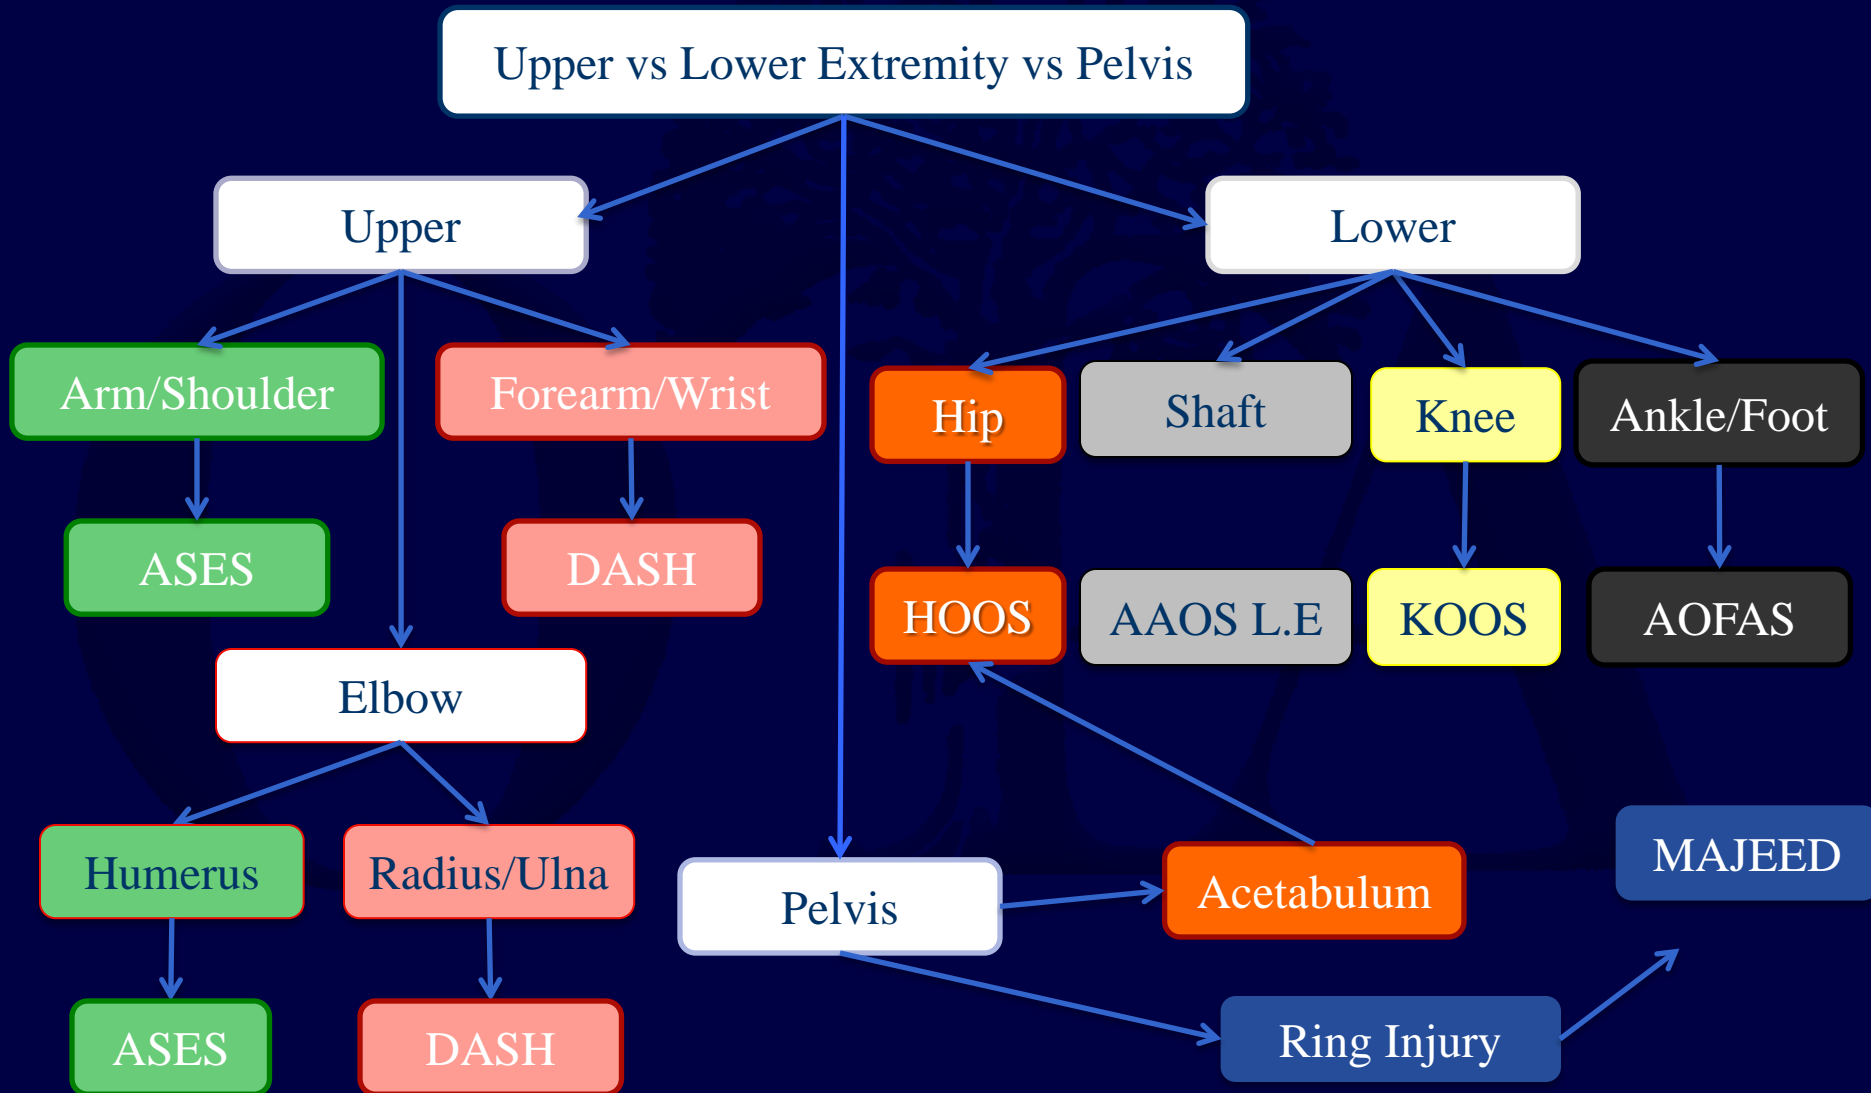 Upper vs Lower Extremity vs Pelvis
Upper
Lower
Arm/Shoulder
Forearm/Wrist
Hip
Shaft
Knee
Ankle/Foot
ASES
DASH
HOOS
AAOS L.E
KOOS
AOFAS
Elbow
Humerus
Radius/Ulna
Pelvis
Acetabulum
MAJEED
ASES
DASH
Ring Injury